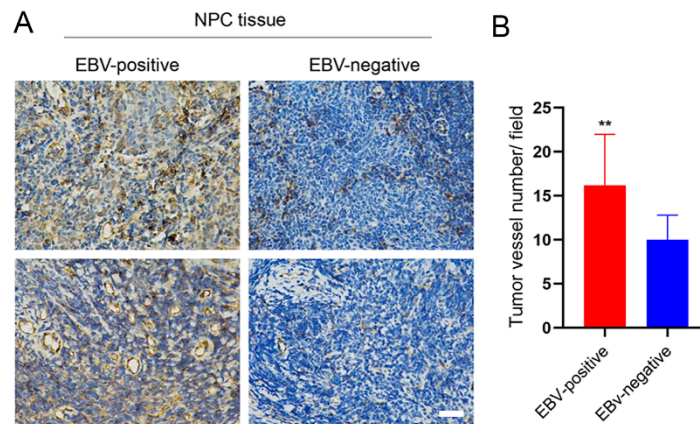 A
NPC tissue
EBV-positive
EBV-negative
B
Tumor vessel number/ field
25
20
15
10
5
0
**
EBV-positive
EBv-negative